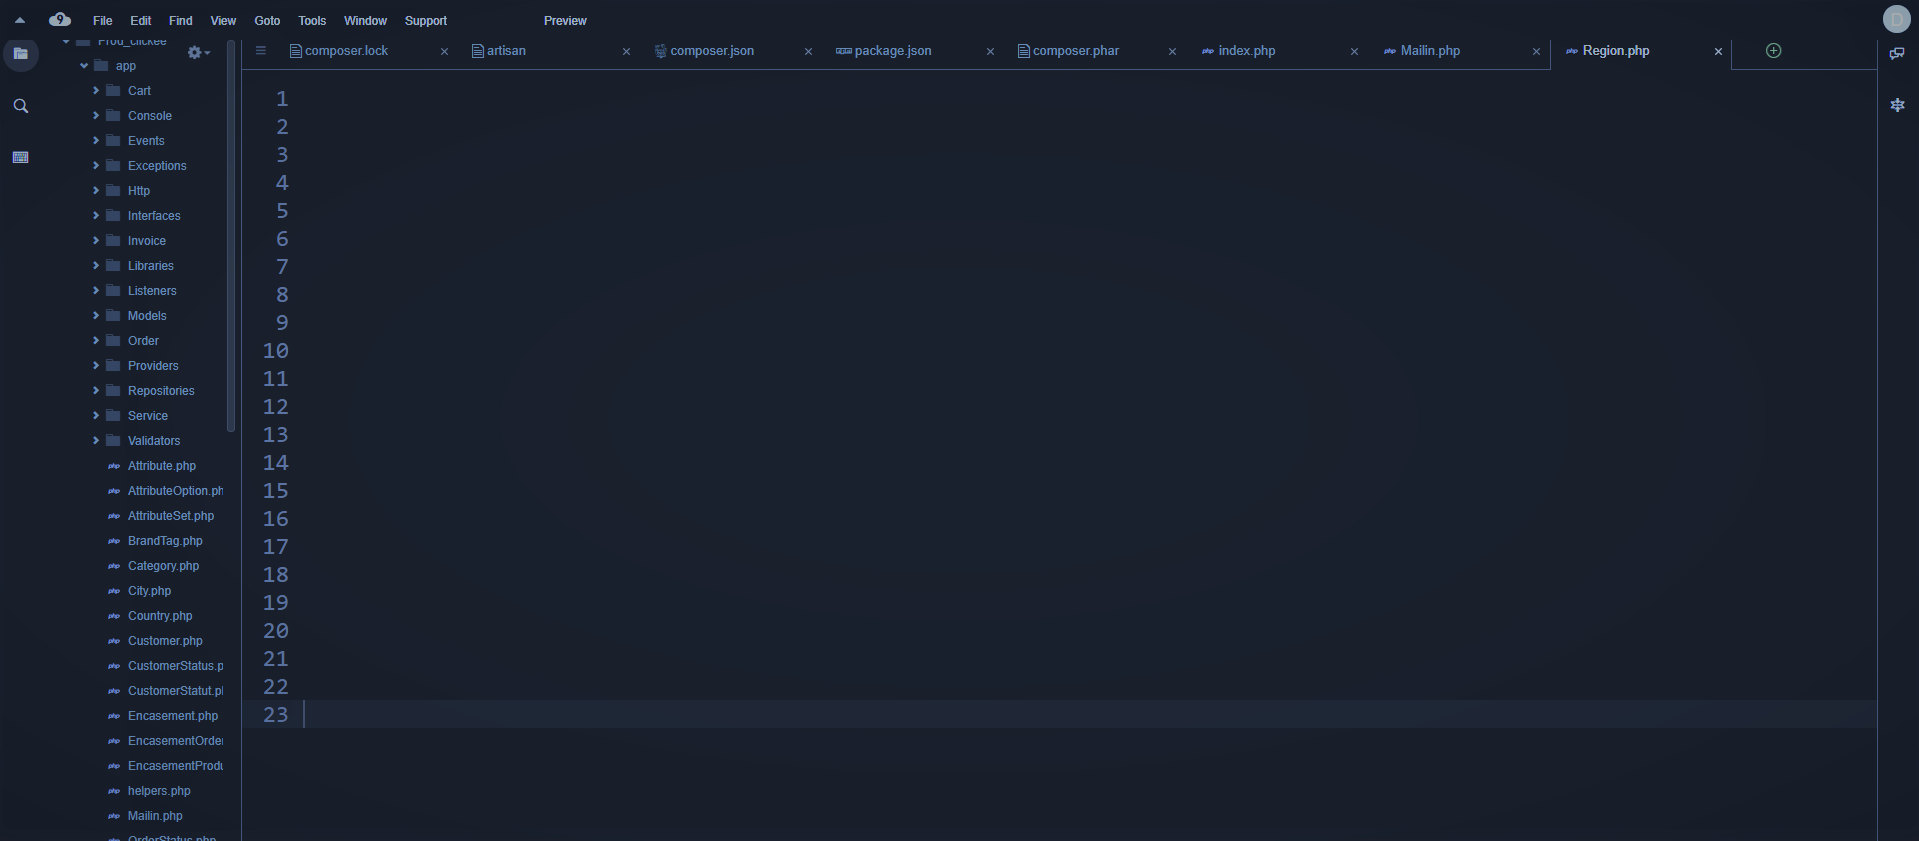 File Edit Find View Goto Tools Window Support Preview D
composer.lock artisan composer.json package.json composer.phar index.php Mailin.php Region.php
Prod_clickee
app
Cart
Console
Events
Exceptions
Http
Interfaces
Invoice
Libraries
Listeners
Models
Order
Providers
Repositories
Service
Validators
Attribute.php
AttributeOption.ph
AttributeSet.php
BrandTag.php
Category.php
City.php
Country.php
Customer.php
CustomerStatus.p
CustomerStatut.pl
Encasement.php
EncasementOrder
EncasementProdu
helpers.php
Mailin.php
OrderStatus.php
1
2
3
4
5
6
7
8
9
10
11
12
13
14
15
16
17
18
19
20
21
22
23